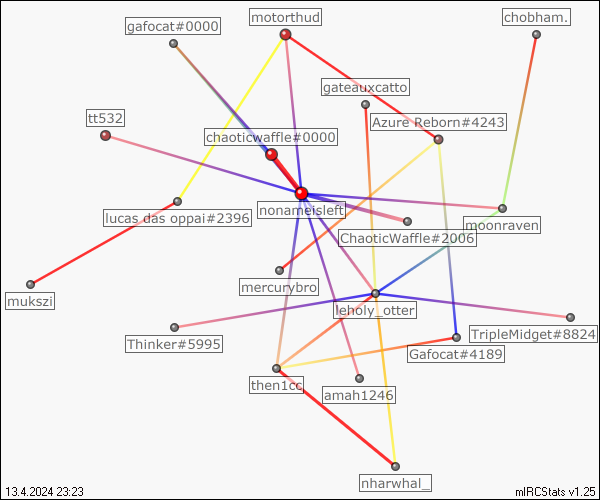 gafocat#0000
motorthud
chobham.
gateauxcatto
tt532
Azure Reborn#4243
chaoticwaffle#0000
nonameisleft
lucas das oppai#2396
moonraven
ChaoticWaffle#2006
mukszi
mercurybro
leholy_otter
TripleMidget#8824
Thinker#5995
Gafocat#4189
then1cc
amah1246
nharwhal_
13.4.2024 23:23
mIRCStats v1.25